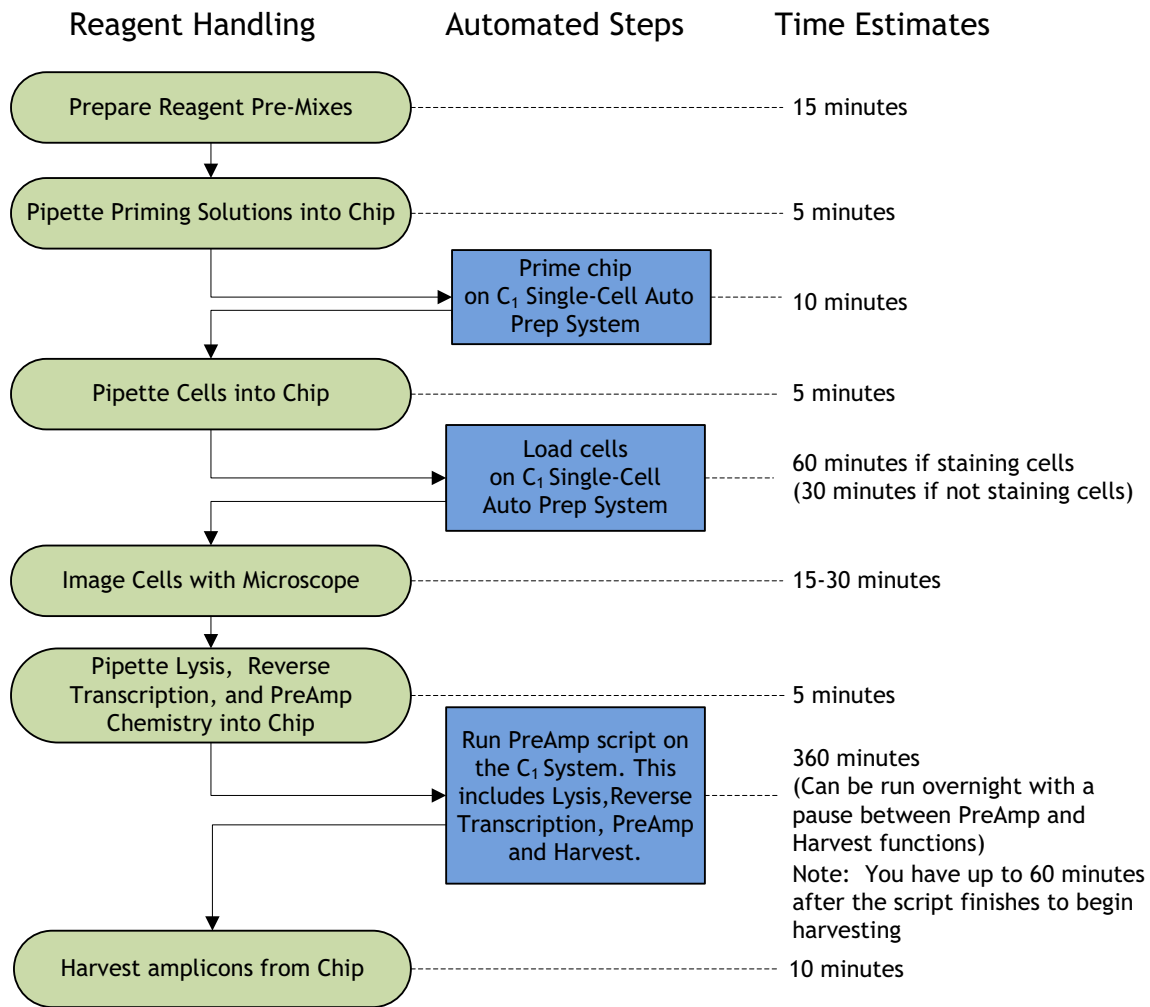 Reagent Handling
Automated Steps
Time Estimates
Prepare Reagent Pre-Mixes
15 minutes
Pipette Priming Solutions into Chip
5 minutes
Prime chip
on C₁ Single-Cell Auto
Prep System
10 minutes
Pipette Cells into Chip
5 minutes
Load cells
on C₁ Single-Cell
Auto Prep System
60 minutes if staining cells
(30 minutes if not staining cells)
Image Cells with Microscope
15-30 minutes
Pipette Lysis, Reverse
Transcription, and PreAmp
Chemistry into Chip
5 minutes
Run PreAmp script on
the C₁ System. This
includes Lysis,Reverse
Transcription, PreAmp
and Harvest.
360 minutes
(Can be run overnight with a
pause between PreAmp and
Harvest functions)
Note: You have up to 60 minutes
after the script finishes to begin
harvesting
Harvest amplicons from Chip
10 minutes